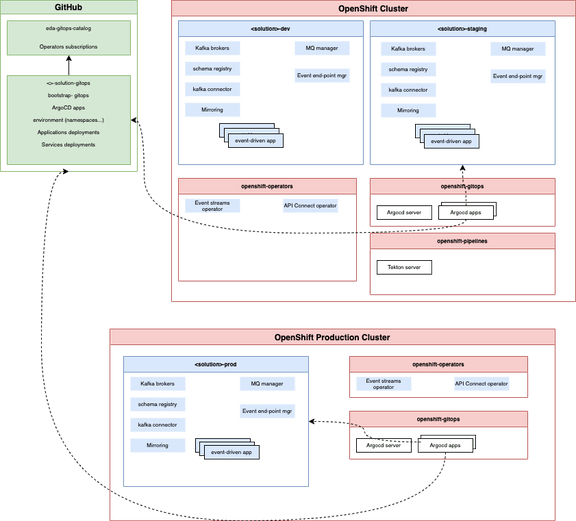 GitHub
eda-gitops-catalog
Operators subscriptions
<>-solution-gitops
bootstrap- gitops
ArgoCD apps
environment (namespaces...)
Applications deployments
Services deployments
OpenShift Cluster
<solution>-dev
Kafka brokers
MQ manager
schema registry
Event end-point mgr
kafka connector
Mirroring
event-driven app
<solution>-staging
Kafka brokers
MQ manager
schema registry
Event end-point mgr
kafka connector
Mirroring
event-driven app
openshift-operators
Event streams
operator
API Connect operator
openshift-gitops
Argocd server
Argocd apps
openshift-pipelines
Tekton server
OpenShift Production Cluster
<solution>-prod
Kafka brokers
MQ manager
schema registry
Event end-point mgr
kafka connector
Mirroring
event-driven app
openshift-operators
Event streams
operator
API Connect operator
openshift-gitops
Argocd server
Argocd apps